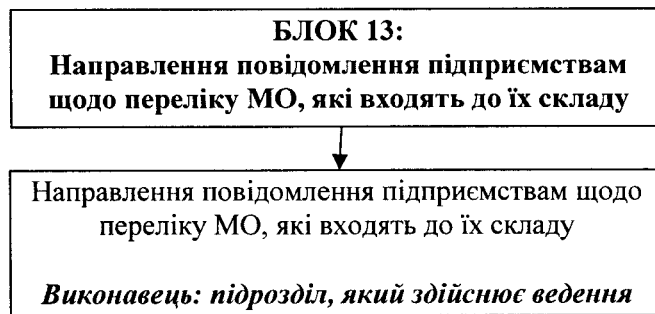 БЛОК 13:
Направлення повідомлення підприємствам
щодо переліку МО, які входять до їх складу
Направлення повідомлення підприємствам щодо
переліку МО, які входять до їх складу
Виконавець: підрозділ, який здійснює ведення